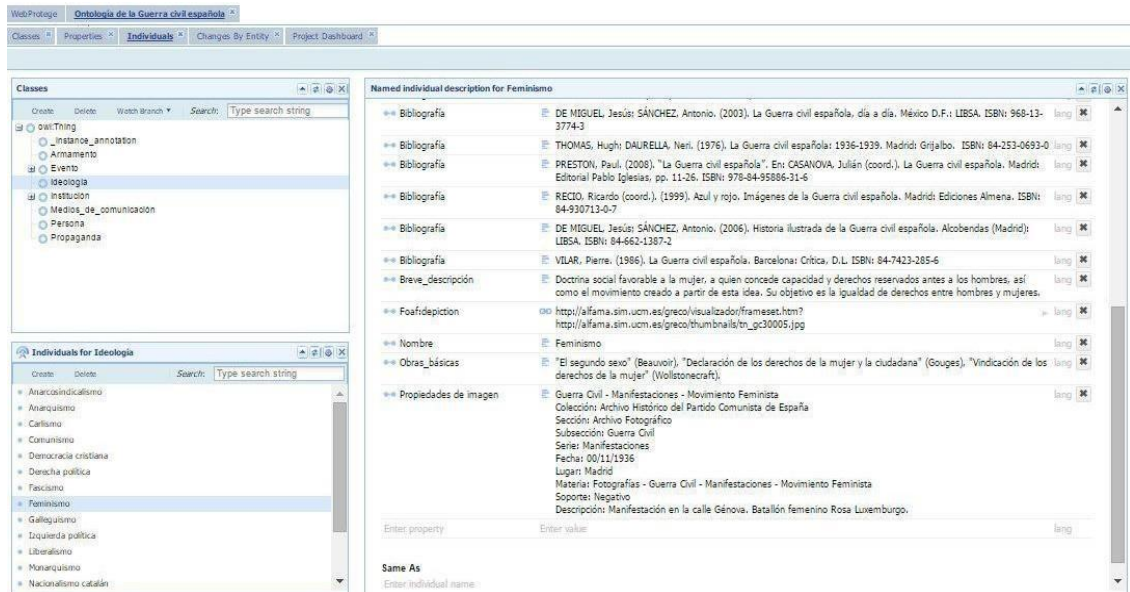 WebProtege Ontología de la Guerra civil española
Classes Properties Individuals Changes By Entity Project Dashboard
Classes
Create Delete Watch Branch Search: Type search string
owl:Thing
_instance_annotation
Armamento
Evento
Ideología
Institución
Medios_de_comunicación
Persona
Propaganda
Individuals for Ideología
Create Delete Search: Type search string
Anarcosindicalismo
Anarquismo
Carlismo
Comunismo
Democracia cristiana
Derecha política
Fascismo
Feminismo
Galleguismo
Izquierda política
Liberalismo
Monarquismo
Nacionalismo catalán
Named individual description for Feminismo
Bibliografía DE MIGUEL, Jesús; SÁNCHEZ, Antonio. (2003). La Guerra civil española, día a día. México D.F.: LIBSA. ISBN: 968-13- lang
3774-3
Bibliografía THOMAS, Hugh: DAURELLA, Neri. (1976). La Guerra civil española: 1936-1939. Madrid: Grijalbo. ISBN: 84-253-0693-0 lang
Bibliografía PRESTON, Paul. (2008). "La Guerra civil española". En: CASANOVA, Julián (coord.). La Guerra civil española. Madrid: lang
Editorial Pablo Iglesias, pp. 11-26. ISBN: 978-84-95886-31-6
Bibliografía RECIO, Ricardo (coord.). (1999). Azul y rojo. Imágenes de la Guerra civil española. Madrid: Ediciones Almena. ISBN: lang
84-930713-0-7
Bibliografía DE MIGUEL, Jesús; SÁNCHEZ, Antonio. (2006). Historia ilustrada de la Guerra civil española. Alcobendas (Madrid): lang
LIBSA. ISBN: 84-662-1387-2
Bibliografía VILAR, Pierre. (1986). La Guerra civil española. Barcelona: Crítica, D.L. ISBN: 84-7423-285-6 lang
Breve_descripción Doctrina social favorable a la mujer, a quien concede capacidad y derechos reservados antes a los hombres, así lang
como el movimiento creado a partir de esta idea. Su objetivo es la igualdad de derechos entre hombres y mujeres.
Foaf:depiction http://alfama.sim.ucm.es/greco/visualizador/frameset.htm? lang
http://alfama.sim.ucm.es/greco/thumbnails/tn_gc30005.jpg
Nombre Feminismo lang
Obras_básicas "El segundo sexo" (Beauvoir), "Declaración de los derechos de la mujer y la ciudadana" (Gouges), "Vindicación de los lang
derechos de la mujer" (Wollstonecraft).
Propiedades de imagen Guerra Civil - Manifestaciones - Movimiento Feminista lang
Colección: Archivo Histórico del Partido Comunista de España
Sección: Archivo Fotográfico
Subsección: Guerra Civil
Serie: Manifestaciones
Fecha: 00/11/1936
Lugar: Madrid
Materia: Fotografías - Guerra Civil - Manifestaciones - Movimiento Feminista
Soporte: Negativo
Descripción: Manifestación en la calle Génova. Batallón femenino Rosa Luxemburgo.
Enter property Enter value lang
Same As
Enter individual name